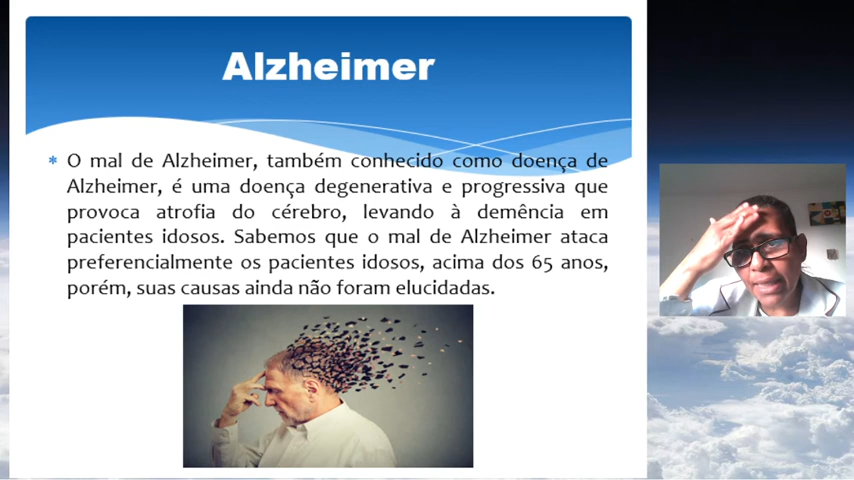 Alzheimer
* O mal de Alzheimer, também conhecido como doença de
Alzheimer, é uma doença degenerativa e progressiva que
provoca atrofia do cérebro, levando à demência em
pacientes idosos. Sabemos que o mal de Alzheimer ataca
preferencialmente os pacientes idosos, acima dos 65 anos,
porém, suas causas ainda não foram elucidadas.